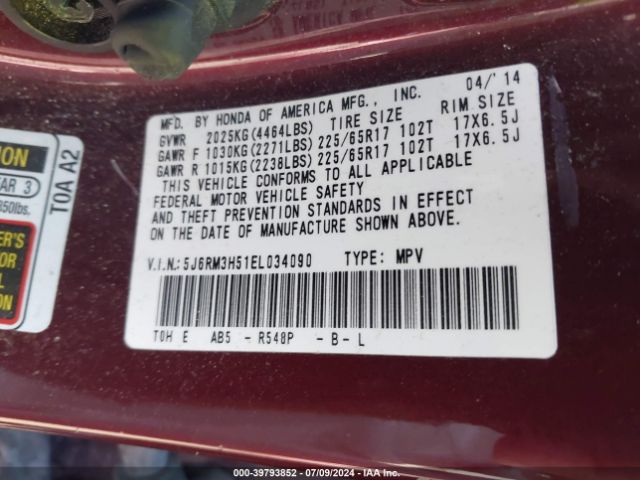 MFD. BY HONDA OF AMERICA MFG., INC. 04/'14
GVWR 2025KG(4464LBS) TIRE SIZE RIM SIZE
GAWR F 1030KG(2271LBS) 225/65R17 102T 17X6.5J
GAWR R 1015KG(2238LBS) 225/65R17 102T 17X6.5J
THIS VEHICLE CONFORMS TO ALL APPLICABLE
FEDERAL MOTOR VEHICLE SAFETY
AND THEFT PREVENTION STANDARDS IN EFFECT
ON THE DATE OF MANUFACTURE SHOWN ABOVE.
V.I.N.:5J6RM3H51EL034090 TYPE: MPV
TOH E AB5 - R548P - B - L
T0A A2
000-39793852 / 07/09/2024 - IAA Inc.